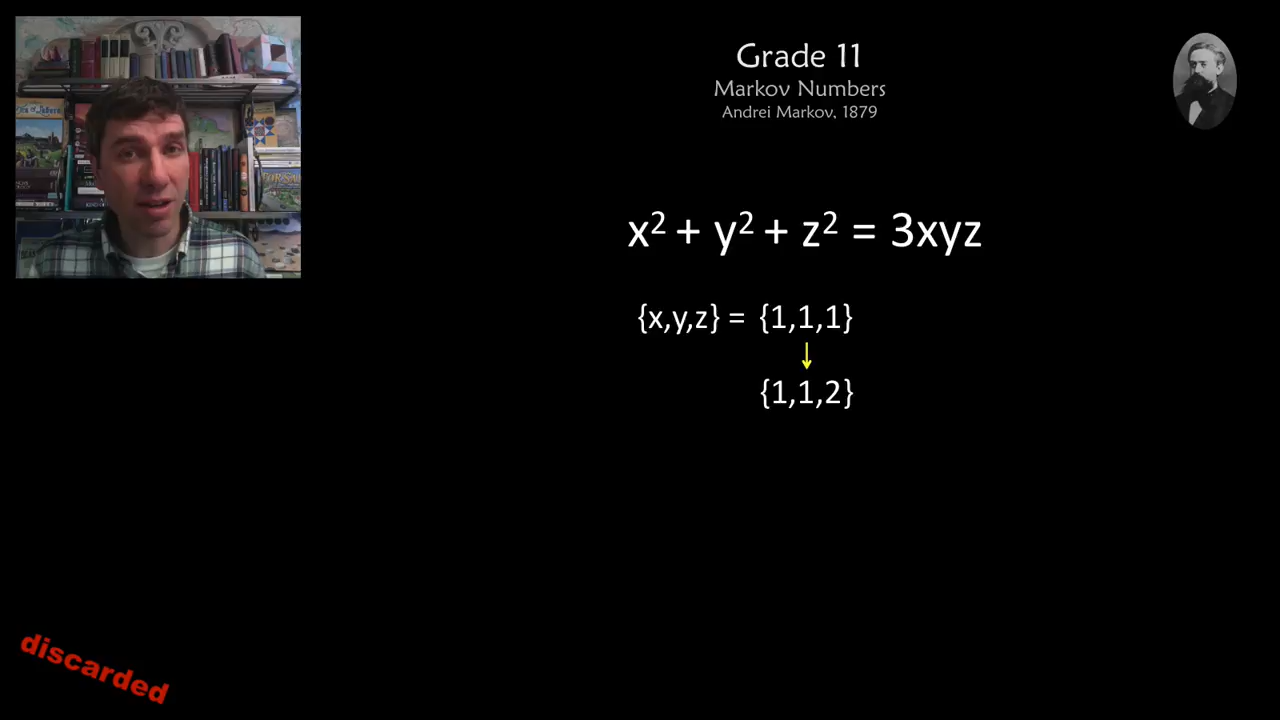 Grade 11
Markov Numbers
Andrei Markov, 1879
x² + y² + z² = 3xyz
{x,y,z} = {1,1,1}
↓
{1,1,2}
discarded